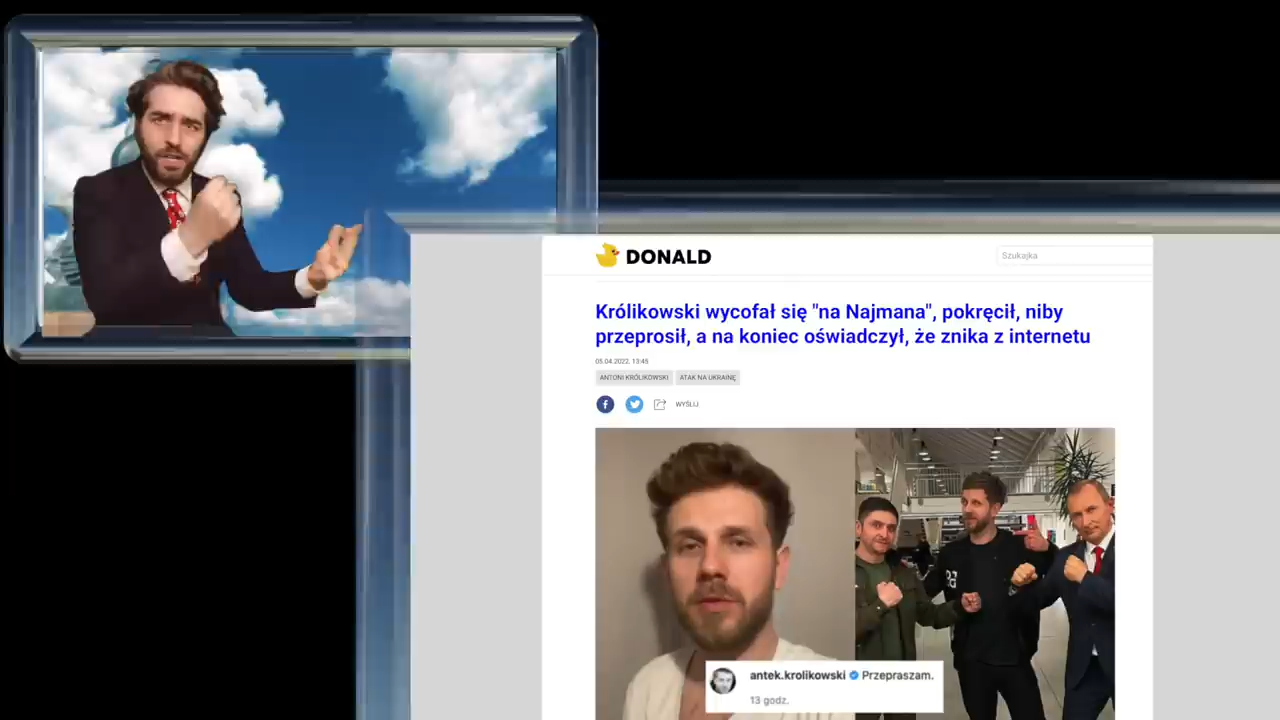 DONALD
Szukajka
Królikowski wycofał się "na Najmana", pokręcił, niby
przeprosił, a na koniec oświadczył, że znika z internetu
05.04.2022, 13:45
ANTONI KRÓLIKOWSKI ATAK NA UKRAINĘ
WYŚLIJ
antek.krolikowski Przepraszam.
13 godz.